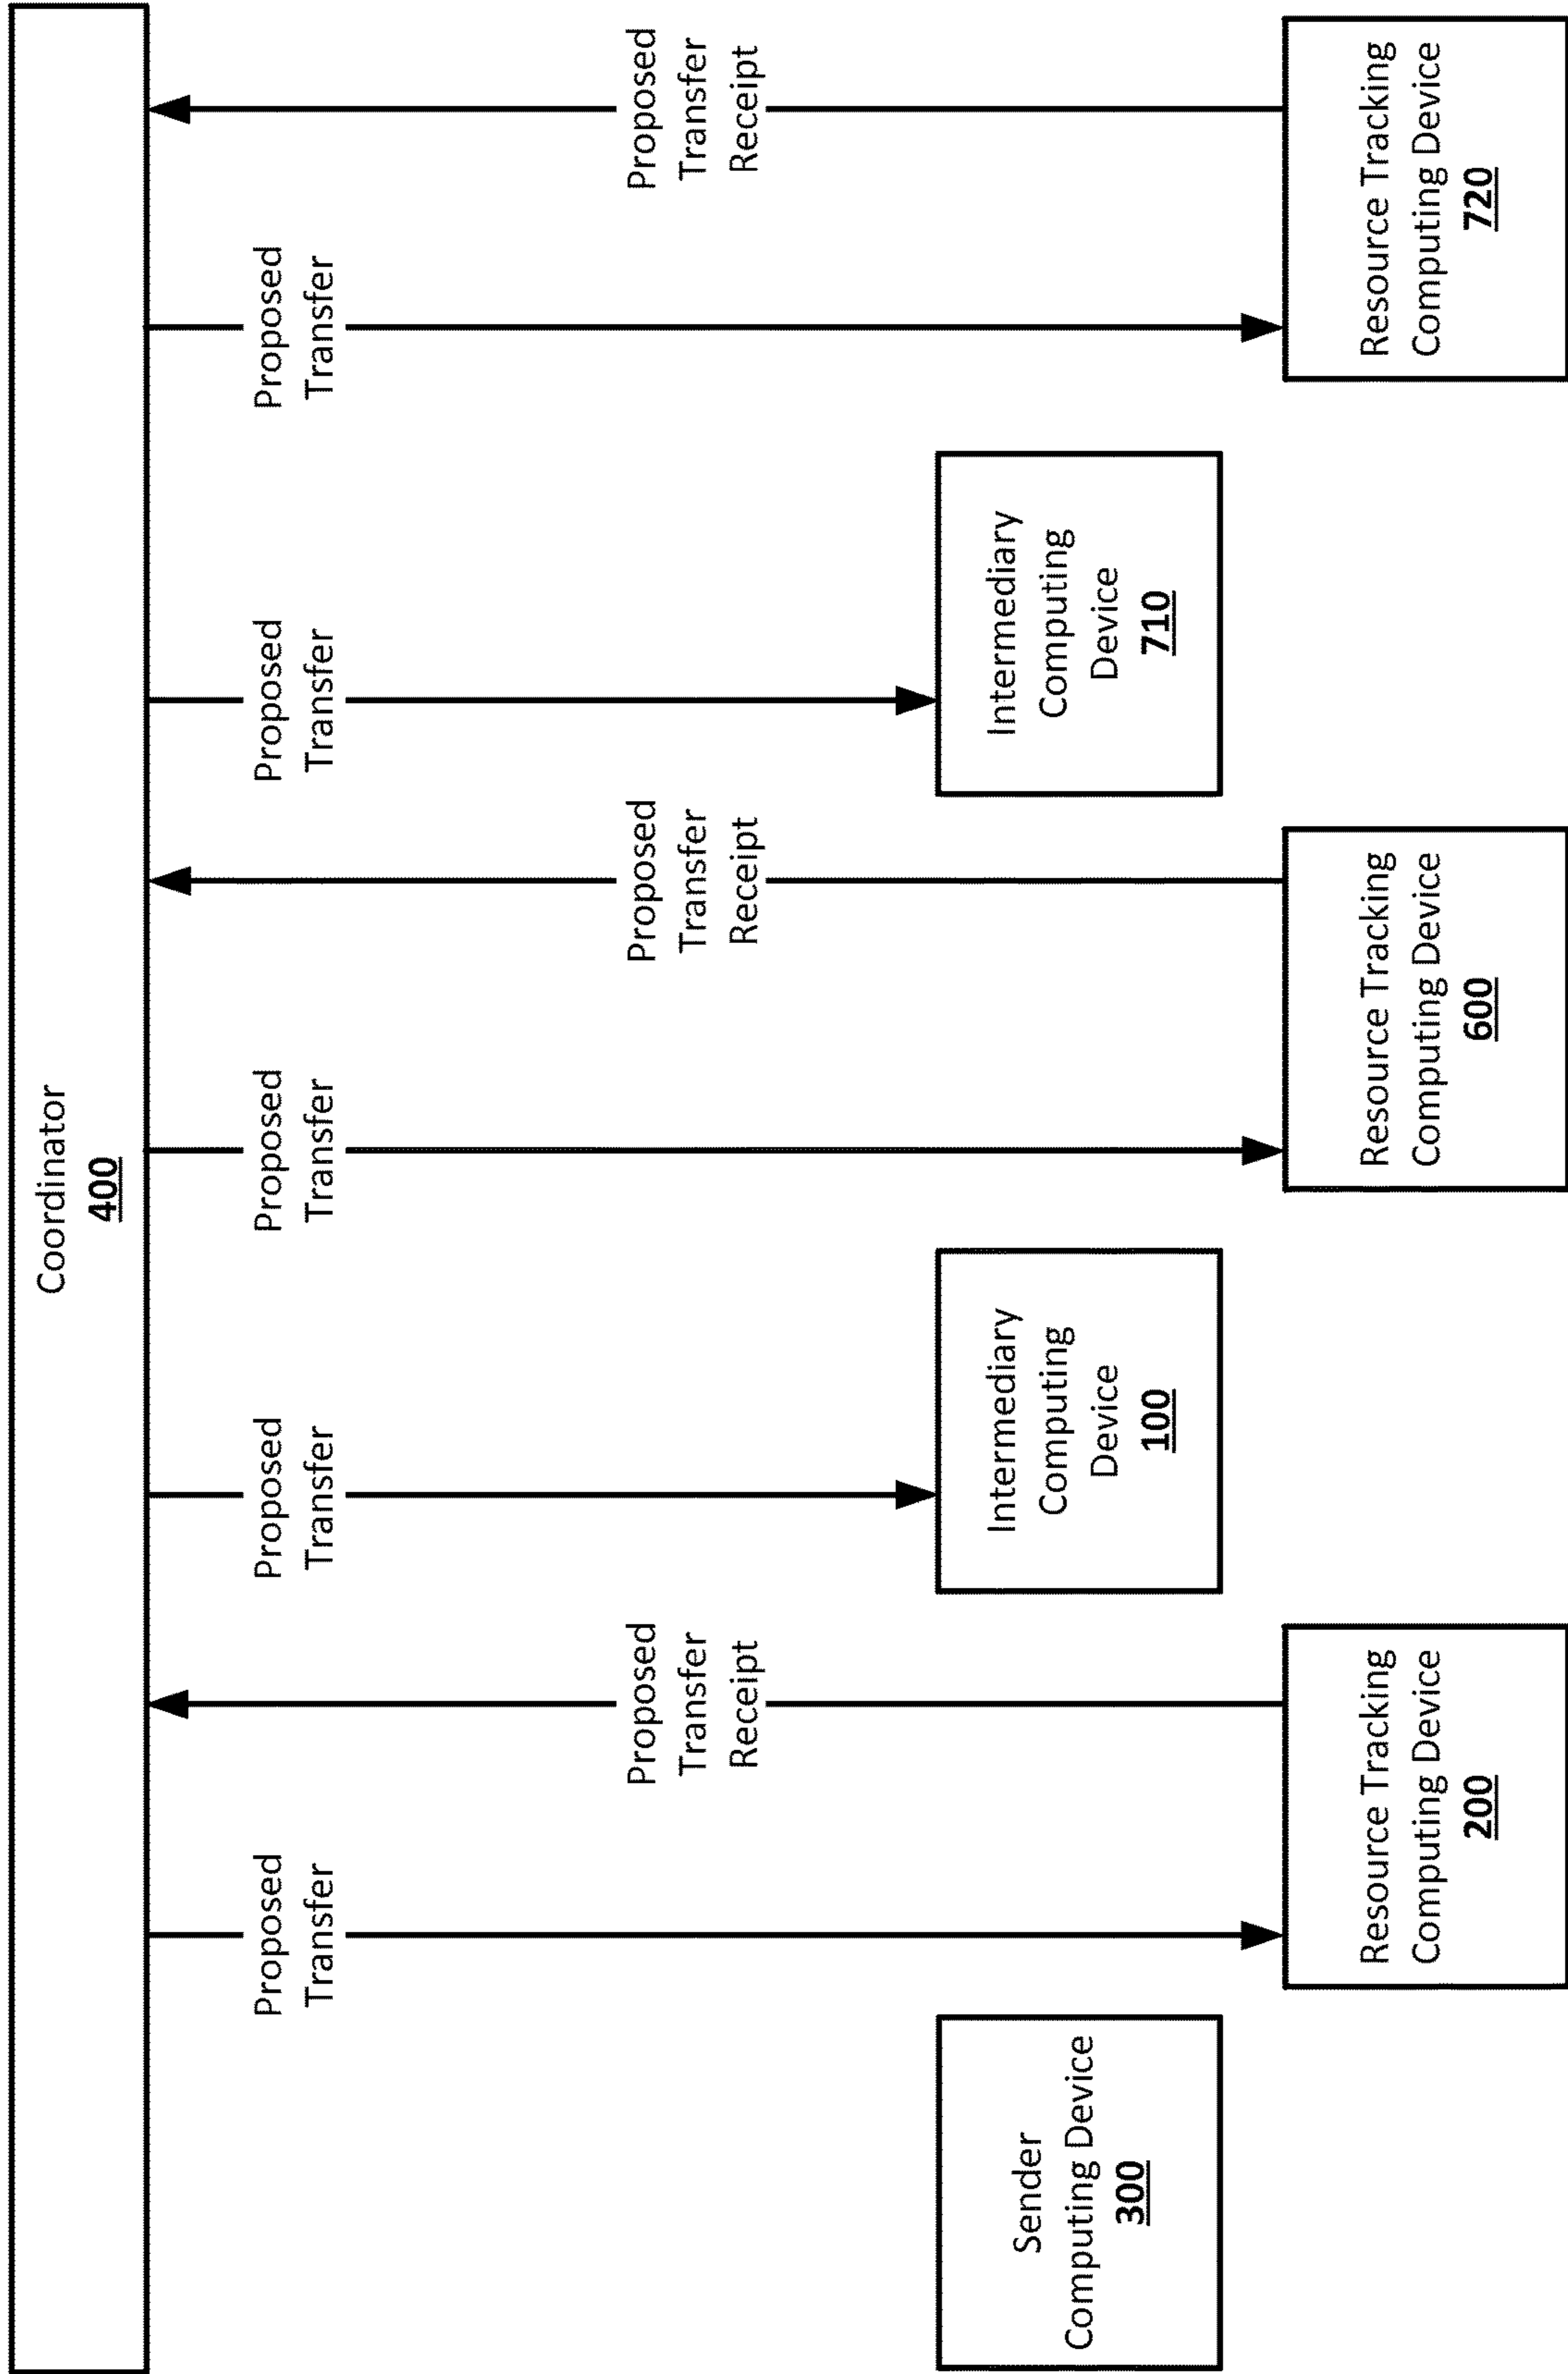 Coordinator
400
Proposed
Transfer
Proposed
Transfer
Receipt
Proposed
Transfer
Proposed
Transfer
Proposed
Transfer
Receipt
Proposed
Transfer
Proposed
Transfer
Proposed
Transfer
Receipt
Sender
Computing Device
300
Intermediary
Computing
Device
100
Intermediary
Computing
Device
710
Resource Tracking
Computing Device
200
Resource Tracking
Computing Device
600
Resource Tracking
Computing Device
720